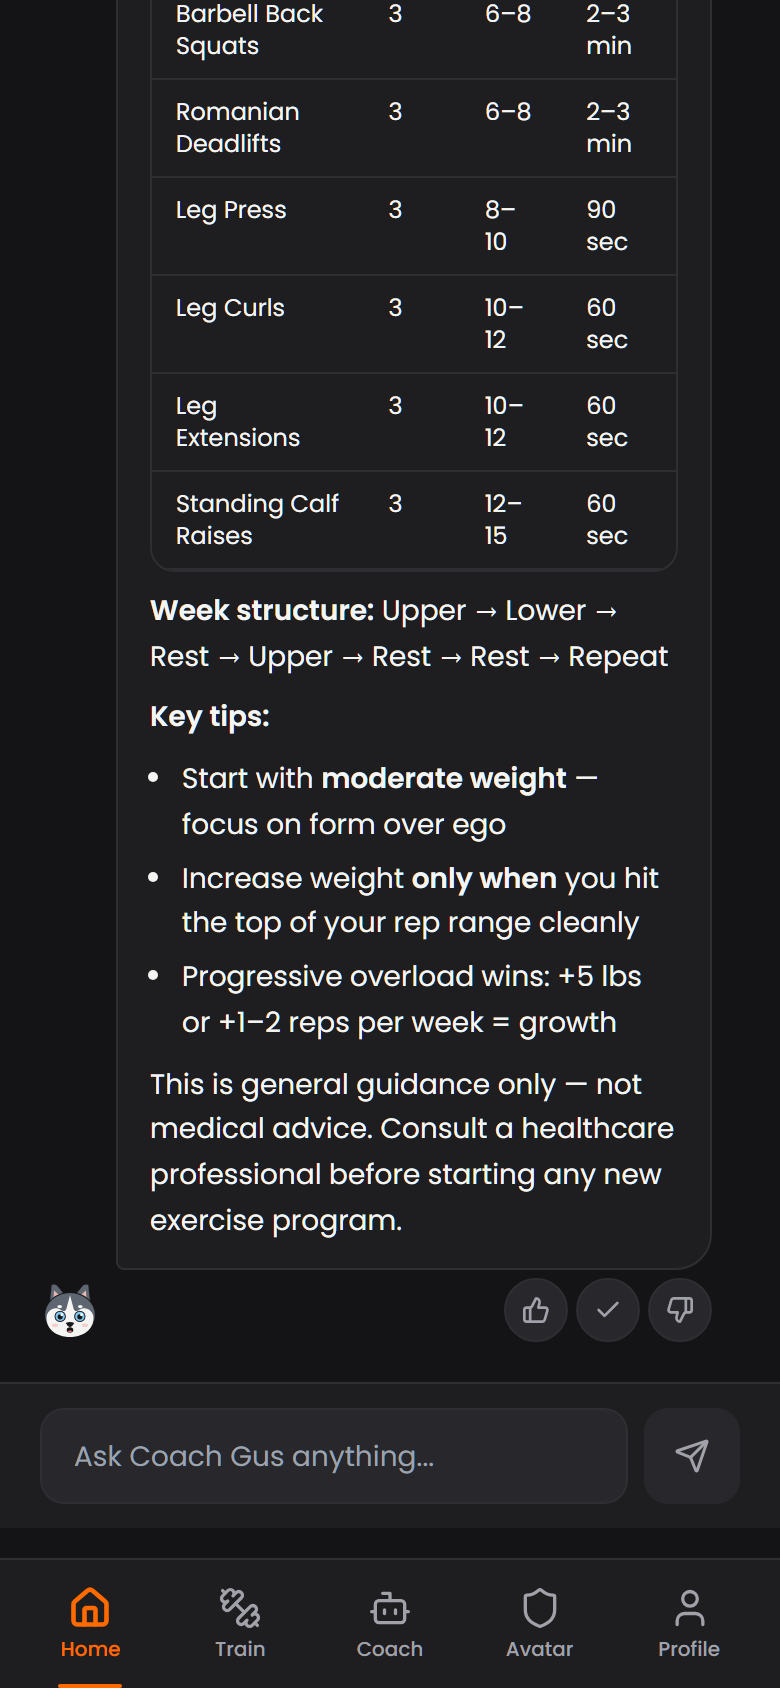 Barbell Back 3 6–8 2–3
Squats min
Romanian 3 6–8 2–3
Deadlifts min
Leg Press 3 8– 90
10 sec
Leg Curls 3 10– 60
12 sec
Leg 3 10– 60
Extensions 12 sec
Standing Calf 3 12– 60
Raises 15 sec
Week structure: Upper → Lower →
Rest → Upper → Rest → Rest → Repeat
Key tips:
• Start with moderate weight —
focus on form over ego
• Increase weight only when you hit
the top of your rep range cleanly
• Progressive overload wins: +5 lbs
or +1–2 reps per week = growth
This is general guidance only — not
medical advice. Consult a healthcare
professional before starting any new
exercise program.
Ask Coach Gus anything...
Home Train Coach Avatar Profile